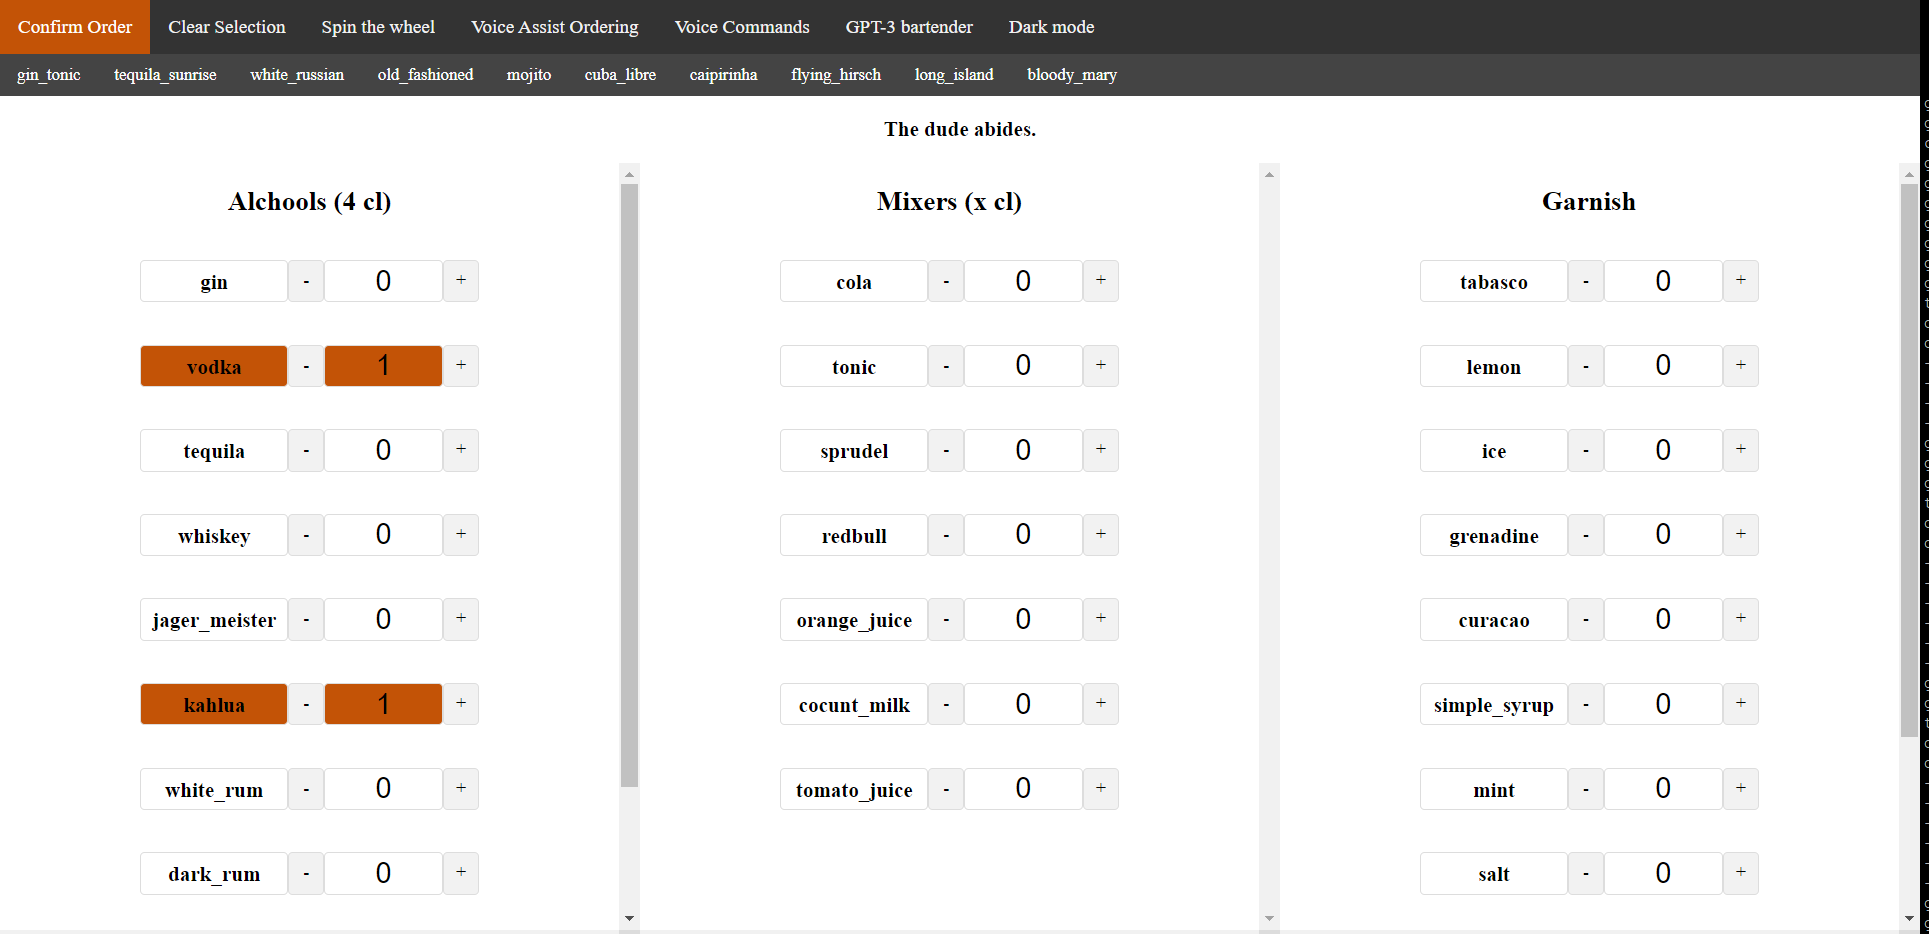 Confirm Order Clear Selection Spin the wheel Voice Assist Ordering Voice Commands GPT-3 bartender Dark mode
gin_tonic tequila_sunrise white_russian old_fashioned mojito cuba_libre caipirinha flying_hirsch long_island bloody_mary
The dude abides.
Alchools (4 cl)
gin - 0 +
vodka - 1 +
tequila - 0 +
whiskey - 0 +
jager_meister - 0 +
kahlua - 1 +
white_rum - 0 +
dark_rum - 0 +
Mixers (x cl)
cola - 0 +
tonic - 0 +
sprudel - 0 +
redbull - 0 +
orange_juice - 0 +
cocunt_milk - 0 +
tomato_juice - 0 +
Garnish
tabasco - 0 +
lemon - 0 +
ice - 0 +
grenadine - 0 +
curacao - 0 +
simple_syrup - 0 +
mint - 0 +
salt - 0 +